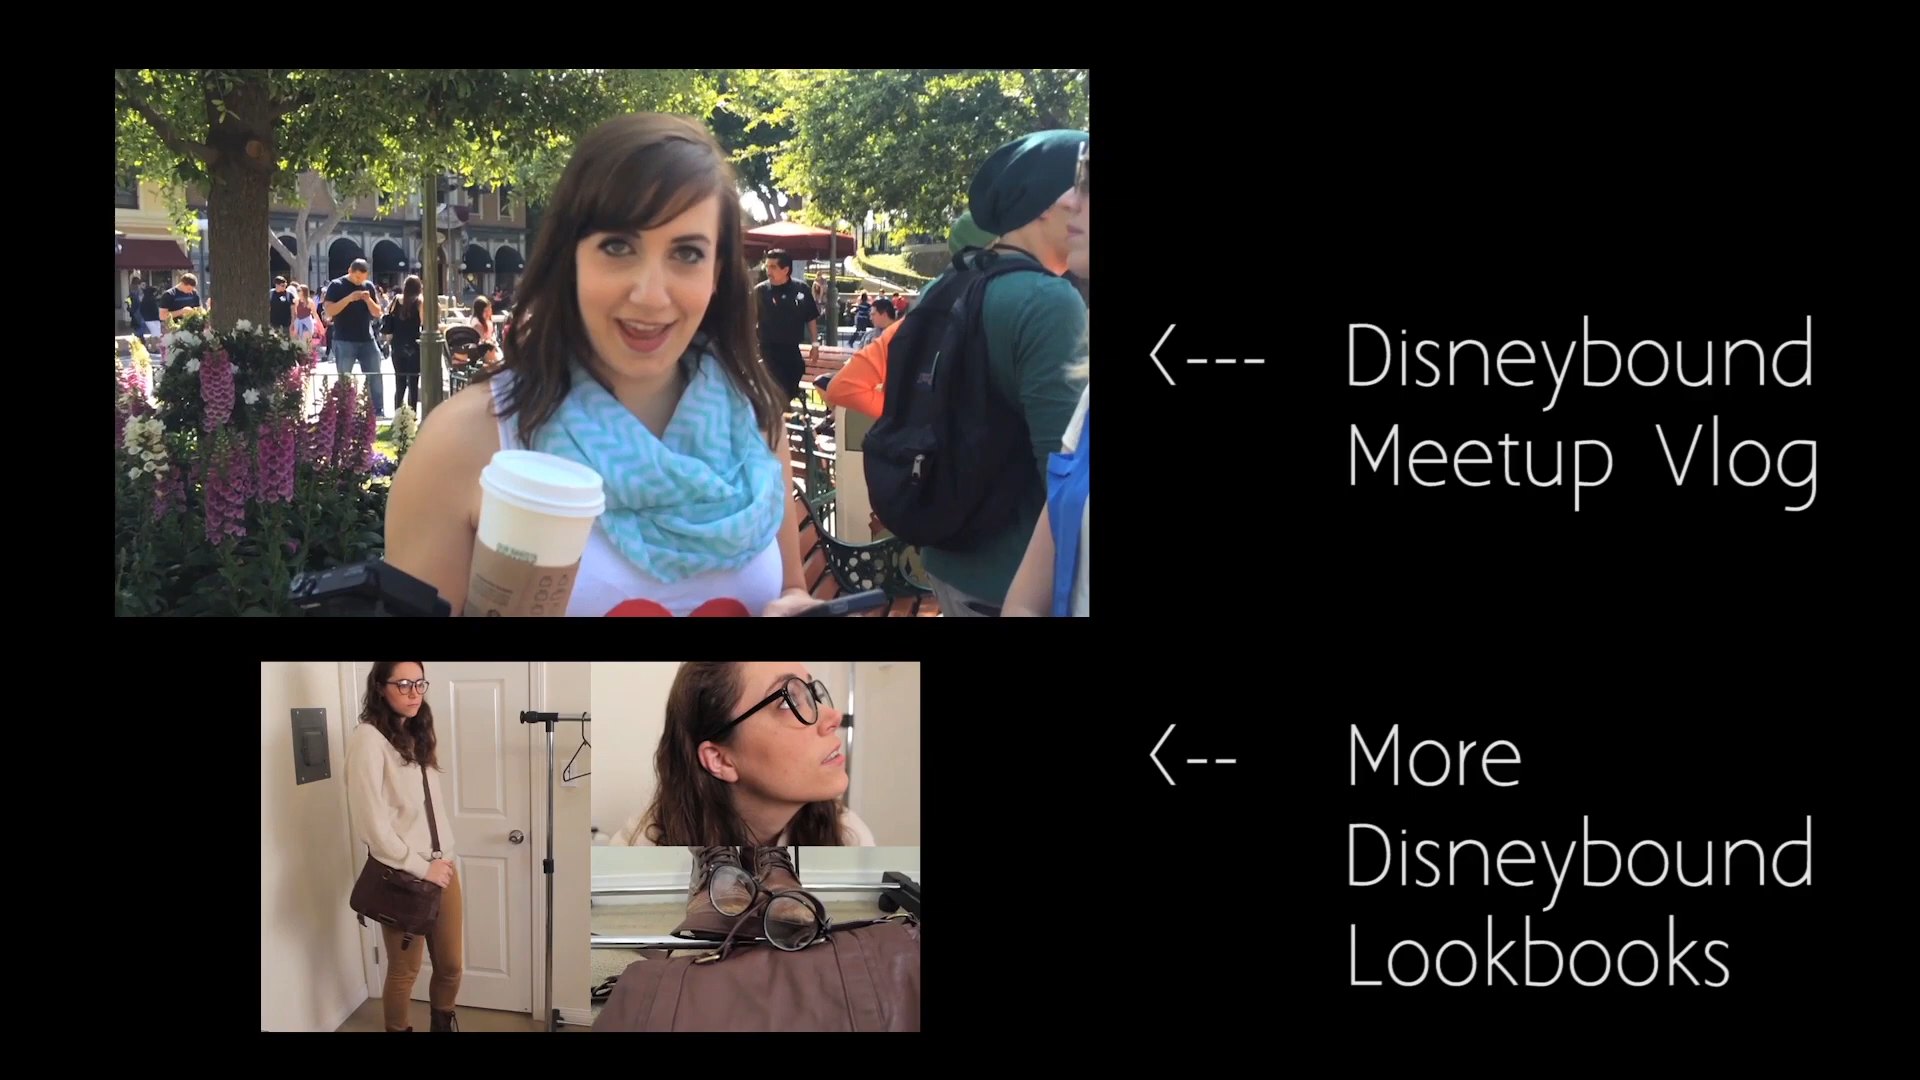 <--- Disneybound
Meetup Vlog
<-- More
Disneybound
Lookbooks